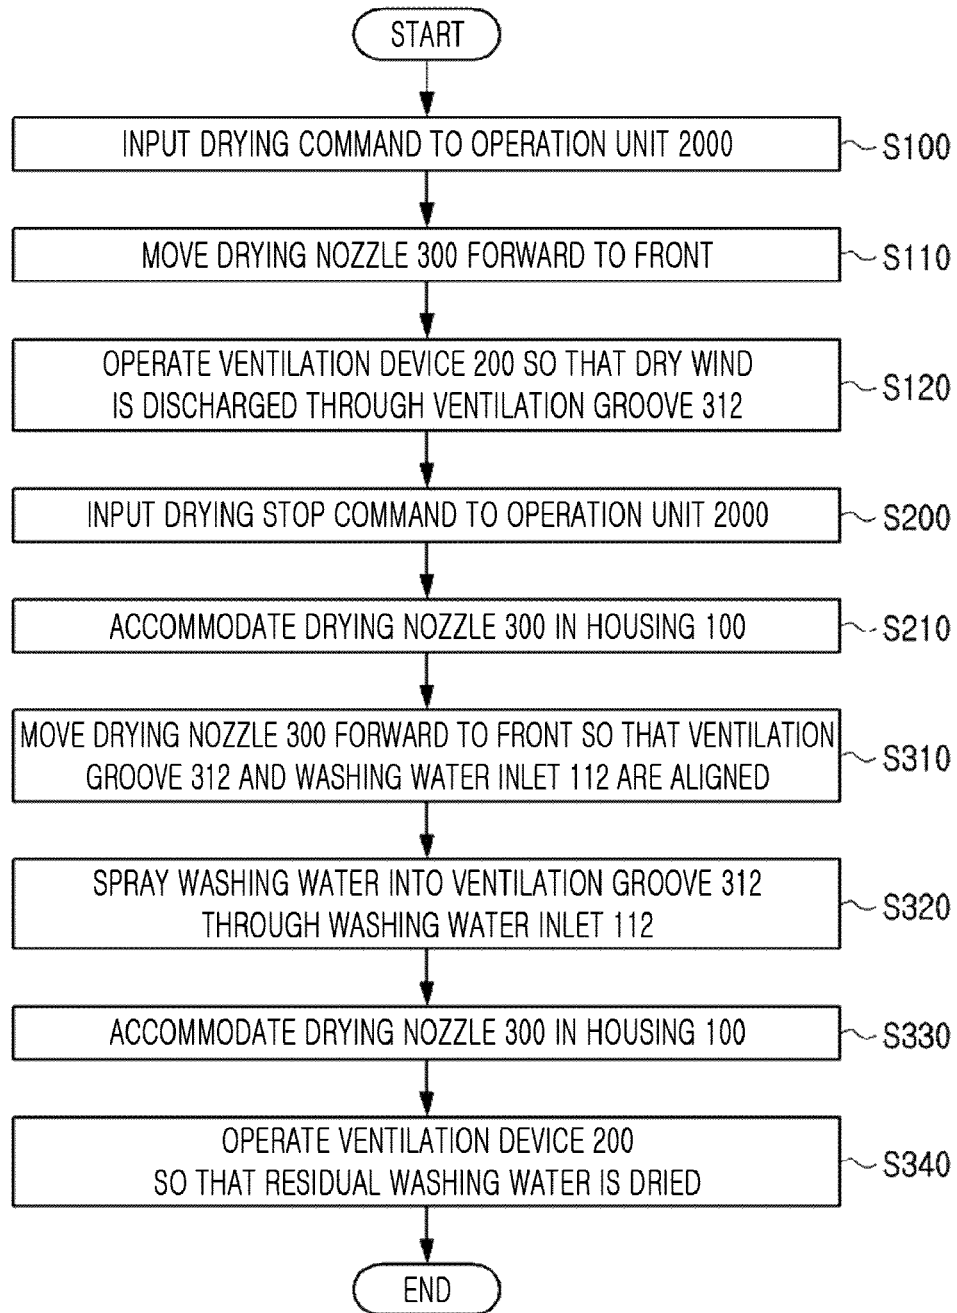 START
INPUT DRYING COMMAND TO OPERATION UNIT 2000
S100
MOVE DRYING NOZZLE 300 FORWARD TO FRONT
S110
OPERATE VENTILATION DEVICE 200 SO THAT DRY WIND
IS DISCHARGED THROUGH VENTILATION GROOVE 312
S120
INPUT DRYING STOP COMMAND TO OPERATION UNIT 2000
S200
ACCOMMODATE DRYING NOZZLE 300 IN HOUSING 100
S210
MOVE DRYING NOZZLE 300 FORWARD TO FRONT SO THAT VENTILATION
GROOVE 312 AND WASHING WATER INLET 112 ARE ALIGNED
S310
SPRAY WASHING WATER INTO VENTILATION GROOVE 312
THROUGH WASHING WATER INLET 112
S320
ACCOMMODATE DRYING NOZZLE 300 IN HOUSING 100
S330
OPERATE VENTILATION DEVICE 200
SO THAT RESIDUAL WASHING WATER IS DRIED
S340
END